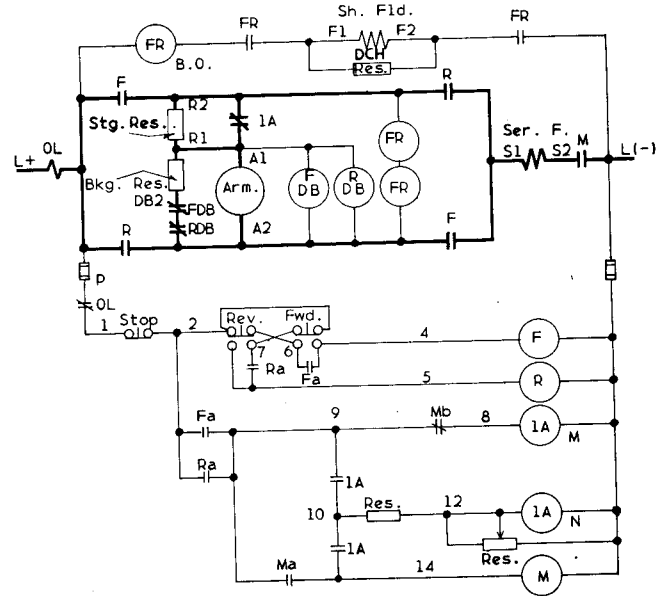 Sh. Fld.
FR F1 F2 FR
FR
B.O.
DCH
Res.
F R2 1A R
Stg. Res. R1
FR Ser. F.
L+ OL A1 S1 S2 M L(-)
Bkg. Res. Arm. F DB R DB FR
DB2
FDB
RDB A2
R F
P
OL
1 Stop 2 Rev. Fwd. 4 F
7 6
Ra Fa
5 R
Fa 9 Mb 8 1A M
Ra
1A
10 Res. 12 1A N
1A Res.
Ma 14 M